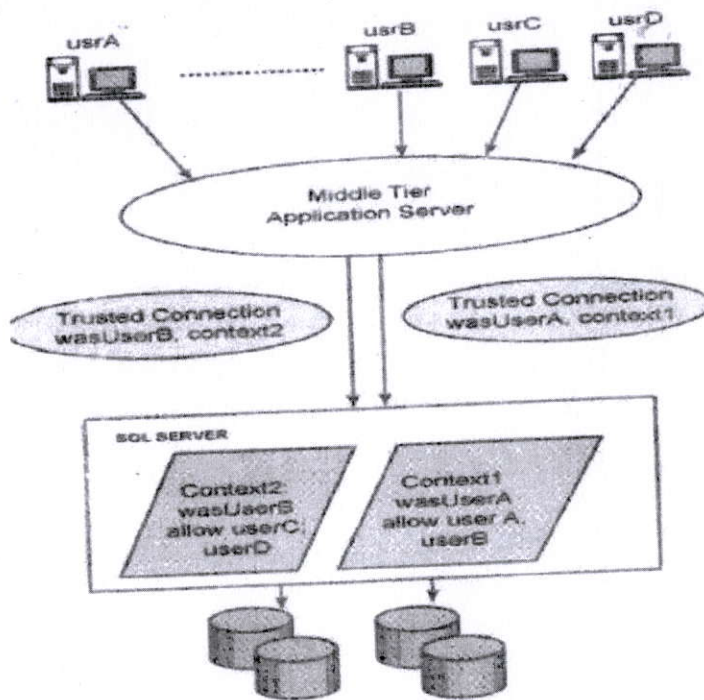 usrA
usrB
usrC
usrD
Middle Tier
Application Server
Trusted Connection
wasUserB, context2
Trusted Connection
wasUserA, context1
SQL SERVER
Context2:
wasUserB
allow userC,
userD
Context1
wasUserA
allow user A,
userB